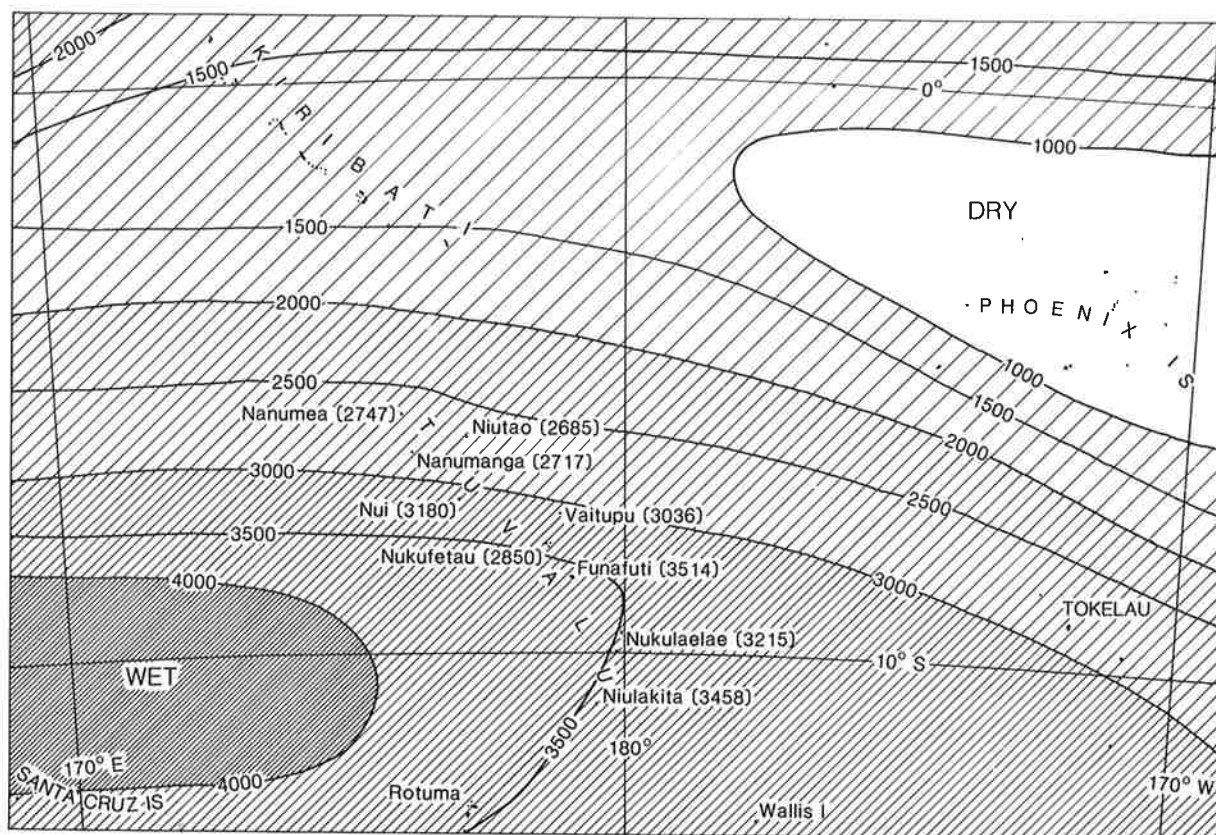 2000
1500
KIRIBATI
1500
0°
1000
DRY
1500
PHOENIX IS
2000
1000
1500
2500
Nanumea (2747)
Niutao (2685)
2000
TUVALU
Nanumanga (2717)
3000
2500
Nui (3180)
Vaitupu (3036)
3500
Nukufetau (2850)
Funafuti (3514)
4000
3000
TOKELAU
Nukulaelae (3215)
WET
10° S
Niulakita (3458)
3500
180°
170° E
4000
170° W
SANTA CRUZ IS
Rotuma
Wallis I